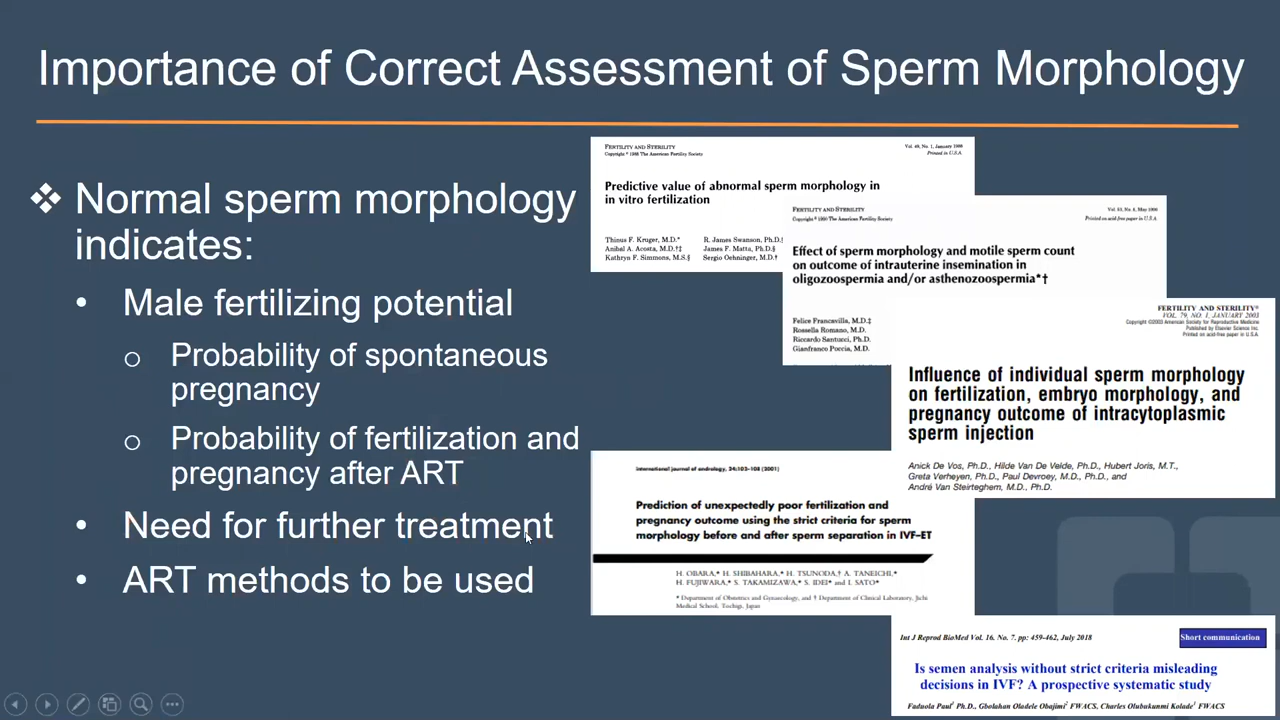 Importance of Correct Assessment of Sperm Morphology
❖ Normal sperm morphology
indicates:
• Male fertilizing potential
o Probability of spontaneous
pregnancy
o Probability of fertilization and
pregnancy after ART
• Need for further treatment
• ART methods to be used
FERTILITY AND STERILITY
Copyright © 1988 The American Fertility Society
Vol. 49, No. 1, January 1988
Printed in U.S.A.
Predictive value of abnormal sperm morphology in
in vitro fertilization
Thinus F. Kruger, M.D.*
Anibal A. Acosta, M.D.†‡
Kathryn F. Simmons, M.S.§
R. James Swanson, Ph.D.
James F. Matta, Ph.D.§
Sergio Oehninger, M.D.†
FERTILITY AND STERILITY
Copyright © 1990 The American Fertility Society
Vol. 53, No. 5, May 1990
Printed on acid-free paper in U.S.A.
Effect of sperm morphology and motile sperm count
on outcome of intrauterine insemination in
oligozoospermia and/or asthenozoospermia*†
Felice Francavilla, M.D.‡
Rossella Romano, M.D.
Riccardo Santucci, Ph.D.
Gianfranco Poccia, M.D.
FERTILITY AND STERILITY®
VOL. 79, NO. 1, JANUARY 2003
Copyright ©2003 American Society for Reproductive Medicine
Published by Elsevier Science Inc.
Printed on acid-free paper in U.S.A.
Influence of individual sperm morphology
on fertilization, embryo morphology, and
pregnancy outcome of intracytoplasmic
sperm injection
Anick De Vos, Ph.D., Hilde Van De Velde, Ph.D., Hubert Joris, M.T.,
Greta Verheyen, Ph.D., Paul Devroey, M.D., Ph.D., and
André Van Steirteghem, M.D., Ph.D.
international journal of andrology, 24:103–108 (2001)
Prediction of unexpectedly poor fertilization and
pregnancy outcome using the strict criteria for sperm
morphology before and after sperm separation in IVF-ET
H. OBARA,* H. SHIBAHARA,* H. TSUNODA,† A. TANEICHI,*
H. FUJIWARA,* S. TAKAMIZAWA,* S. IDEI* and I. SATO*
* Department of Obstetrics and Gynaecology, and † Department of Clinical Laboratory, Jichi
Medical School, Tochigi, Japan
Int J Reprod BioMed Vol. 16. No. 7. pp: 459-462, July 2018
Short communication
Is semen analysis without strict criteria misleading
decisions in IVF? A prospective systematic study
Faduola Paul¹ Ph.D., Gbolahan Oladele Obajimi² FWACS, Charles Olubukunmi Kolade¹ FWACS